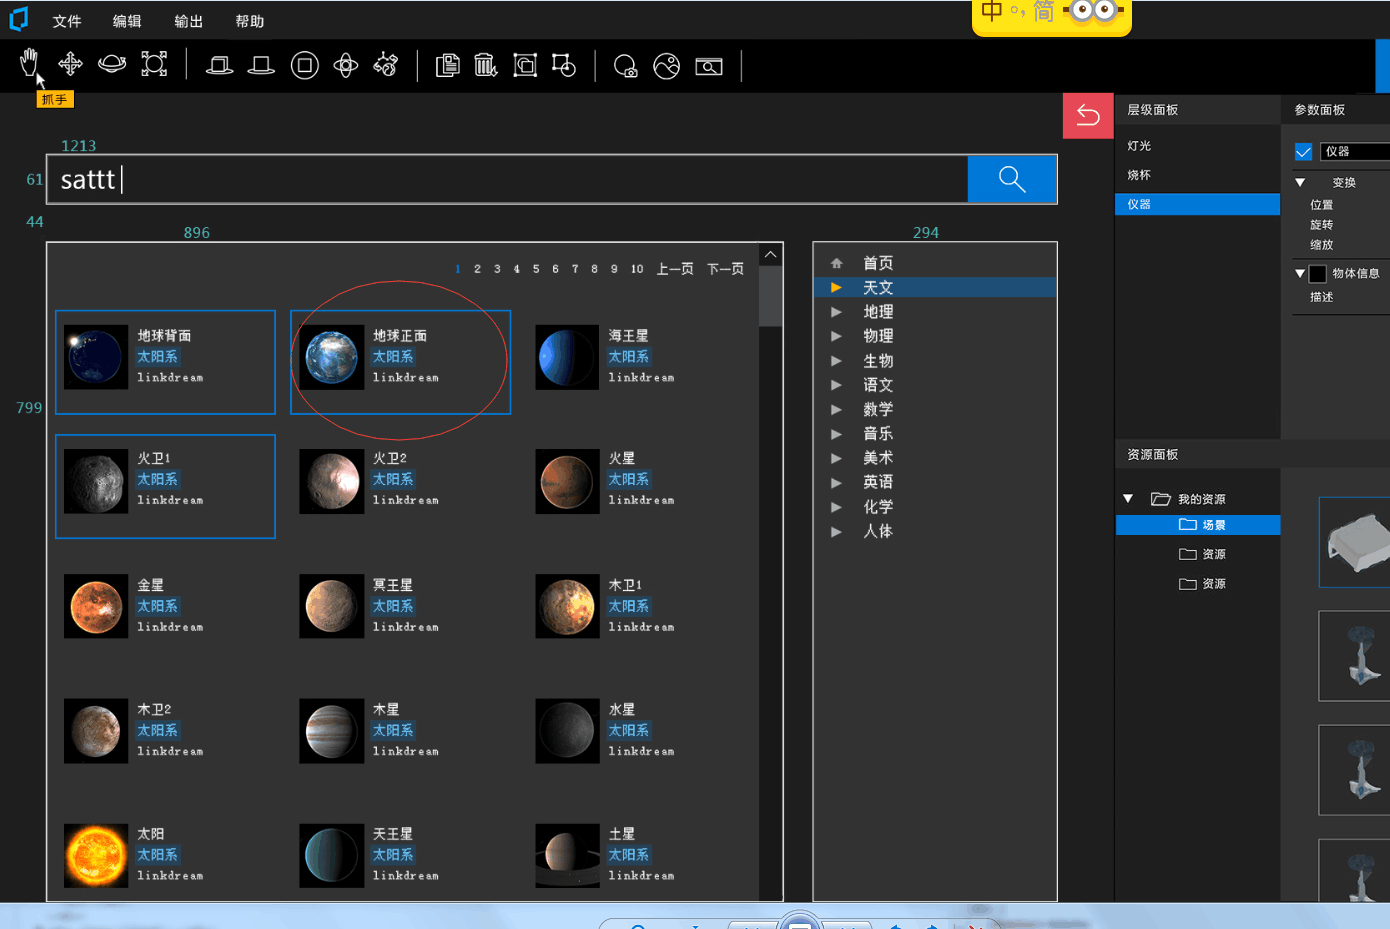 文件 编辑 输出 帮助
中 °, 简
抓手
1213
61
sattt
44
896
294
799
1 2 3 4 5 6 7 8 9 10 上一页 下一页
地球背面
太阳系
linkdream
地球正面
太阳系
linkdream
海王星
太阳系
linkdream
火卫1
太阳系
linkdream
火卫2
太阳系
linkdream
火星
太阳系
linkdream
金星
太阳系
linkdream
冥王星
太阳系
linkdream
木卫1
太阳系
linkdream
木卫2
太阳系
linkdream
木星
太阳系
linkdream
水星
太阳系
linkdream
太阳
太阳系
linkdream
天王星
太阳系
linkdream
土星
太阳系
linkdream
首页
天文
地理
物理
生物
语文
数学
音乐
美术
英语
化学
人体
层级面板
灯光
烧杯
仪器
参数面板
仪器
变换
位置
旋转
缩放
物体信息
描述
资源面板
我的资源
场景
资源
资源